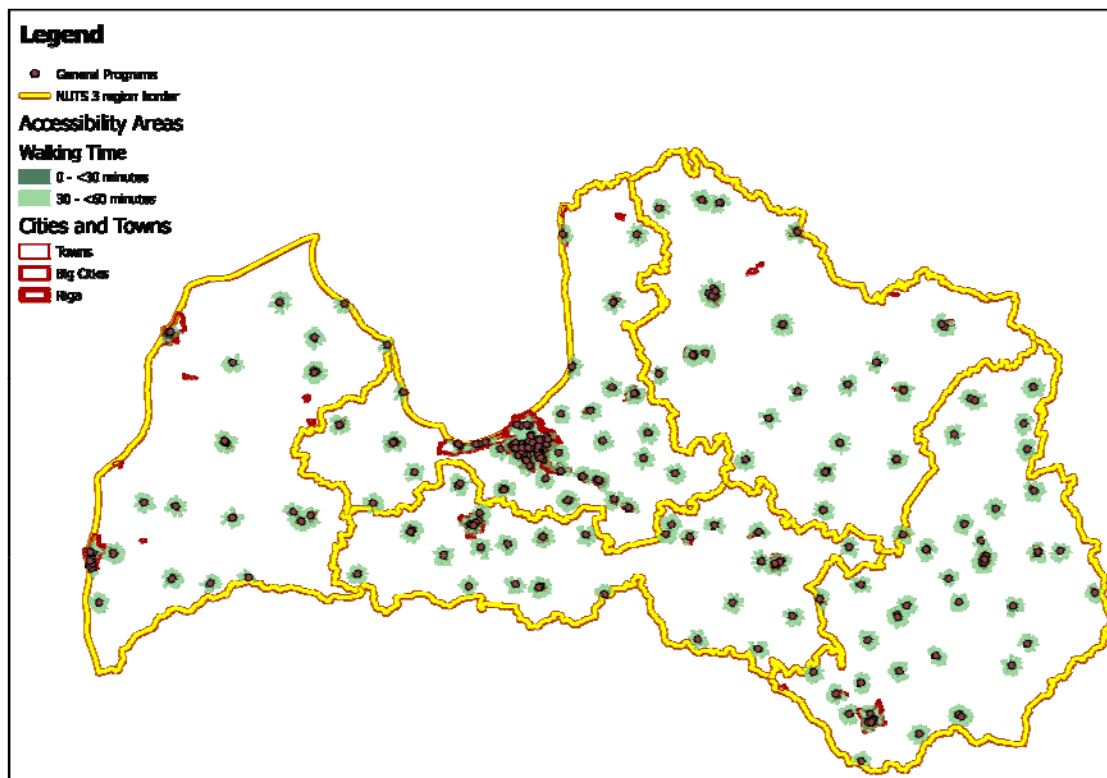 Legend
General Programs
NUTS 3 region border
Accessibility Areas
Walking Time
0 - <30 minutes
30 - <60 minutes
Cities and Towns
Towns
Big Cities
Riga